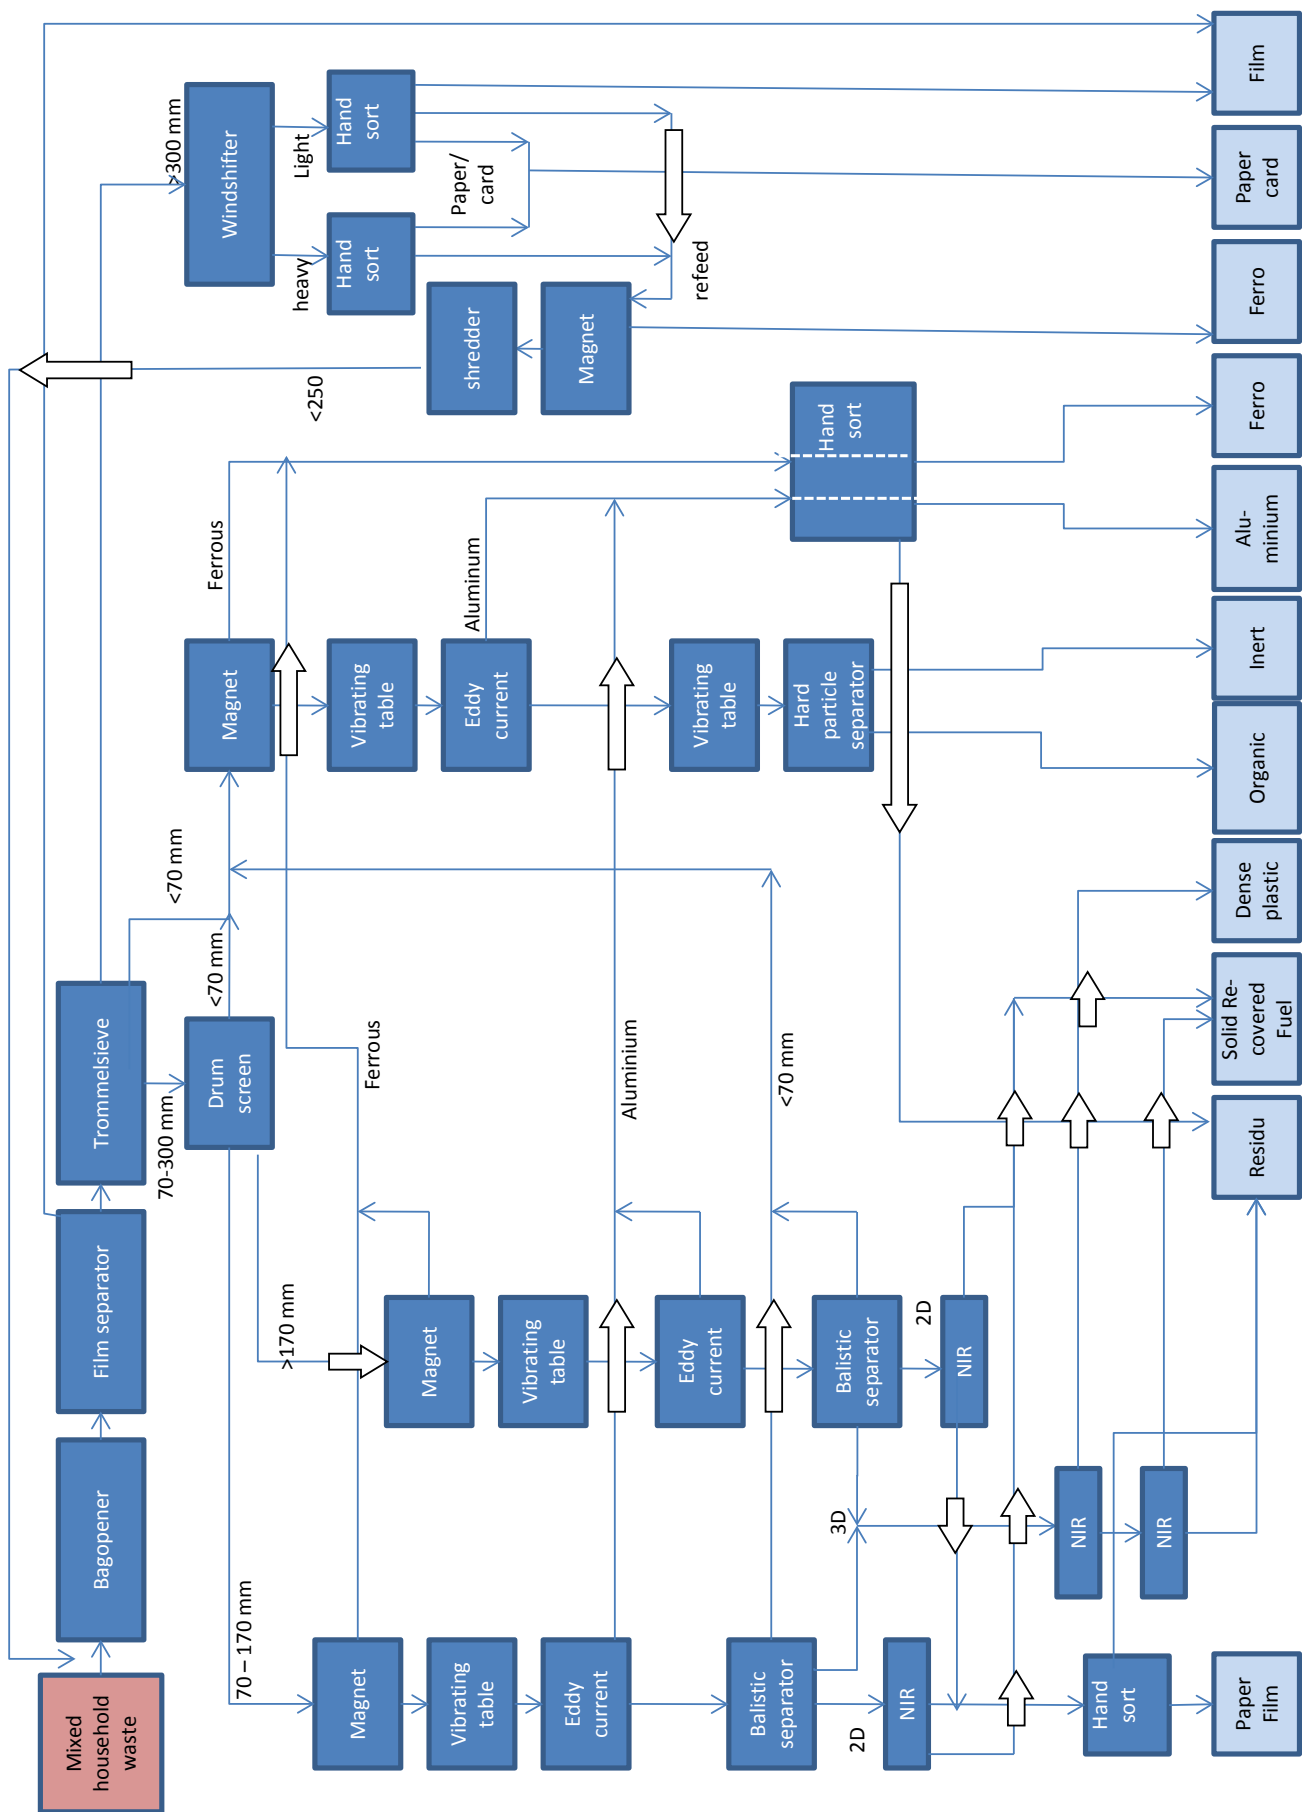 Mixed
household
waste
Bagopener
Film separator
Trommelsieve
70-300 mm
>300 mm
Windshifter
heavy
Light
Hand
sort
Hand
sort
Paper/
card
refeed
<250
shredder
Magnet
<70 mm
<70 mm
Drum
screen
70 – 170 mm
>170 mm
Ferrous
Magnet
Ferrous
Vibrating
table
Eddy
current
Aluminum
Vibrating
table
Hard
particle
separator
Hand
sort
Magnet
Vibrating
table
Aluminium
Eddy
current
<70 mm
Balistic
separator
2D
NIR
3D
Magnet
Vibrating
table
Eddy
current
Balistic
separator
2D
NIR
NIR
NIR
Hand
sort
Paper
Film
Residu
Solid Re-
covered
Fuel
Dense
plastic
Organic
Inert
Alu-
minium
Ferro
Ferro
Paper
card
Film